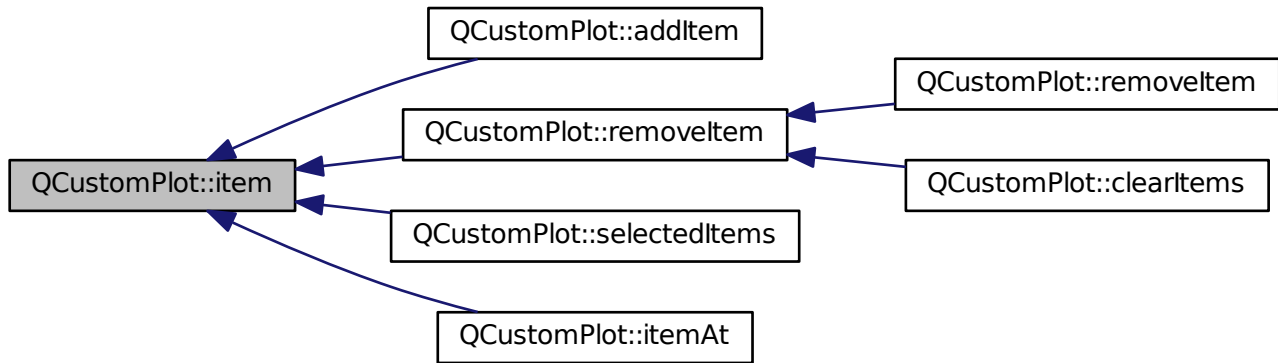 QCustomPlot::addItem
QCustomPlot::removeItem
QCustomPlot::removeItem
QCustomPlot::item
QCustomPlot::clearItems
QCustomPlot::selectedItems
QCustomPlot::itemAt